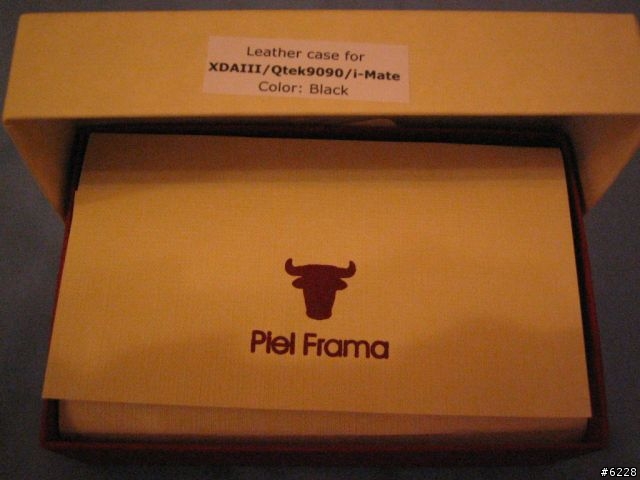 Leather case for
XDAIII/Qtek9090/i-Mate
Color: Black
Piel Frama
#6228